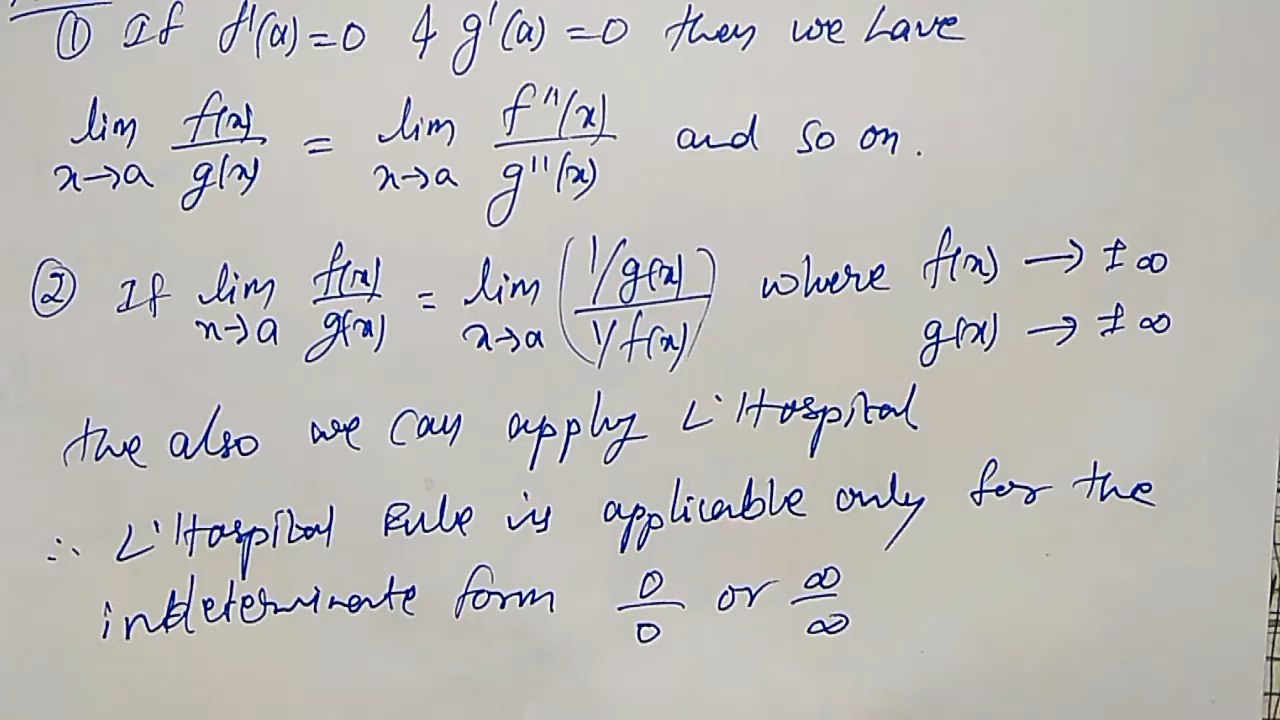 ① If f'(a)=0 & g'(a)=0 then we have
lim x→a f(x)/g(x) = lim x→a f''(x)/g''(x) and so on.
② If lim x→a f(x)/g(x) = lim x→a (1/g(x) / 1/f(x)) where f(x) → ±∞
g(x) → ±∞
the also we can apply L'Hospital
∴ L'Hospital Rule is applicable only for the
indeterminate form 0/0 or ∞/∞